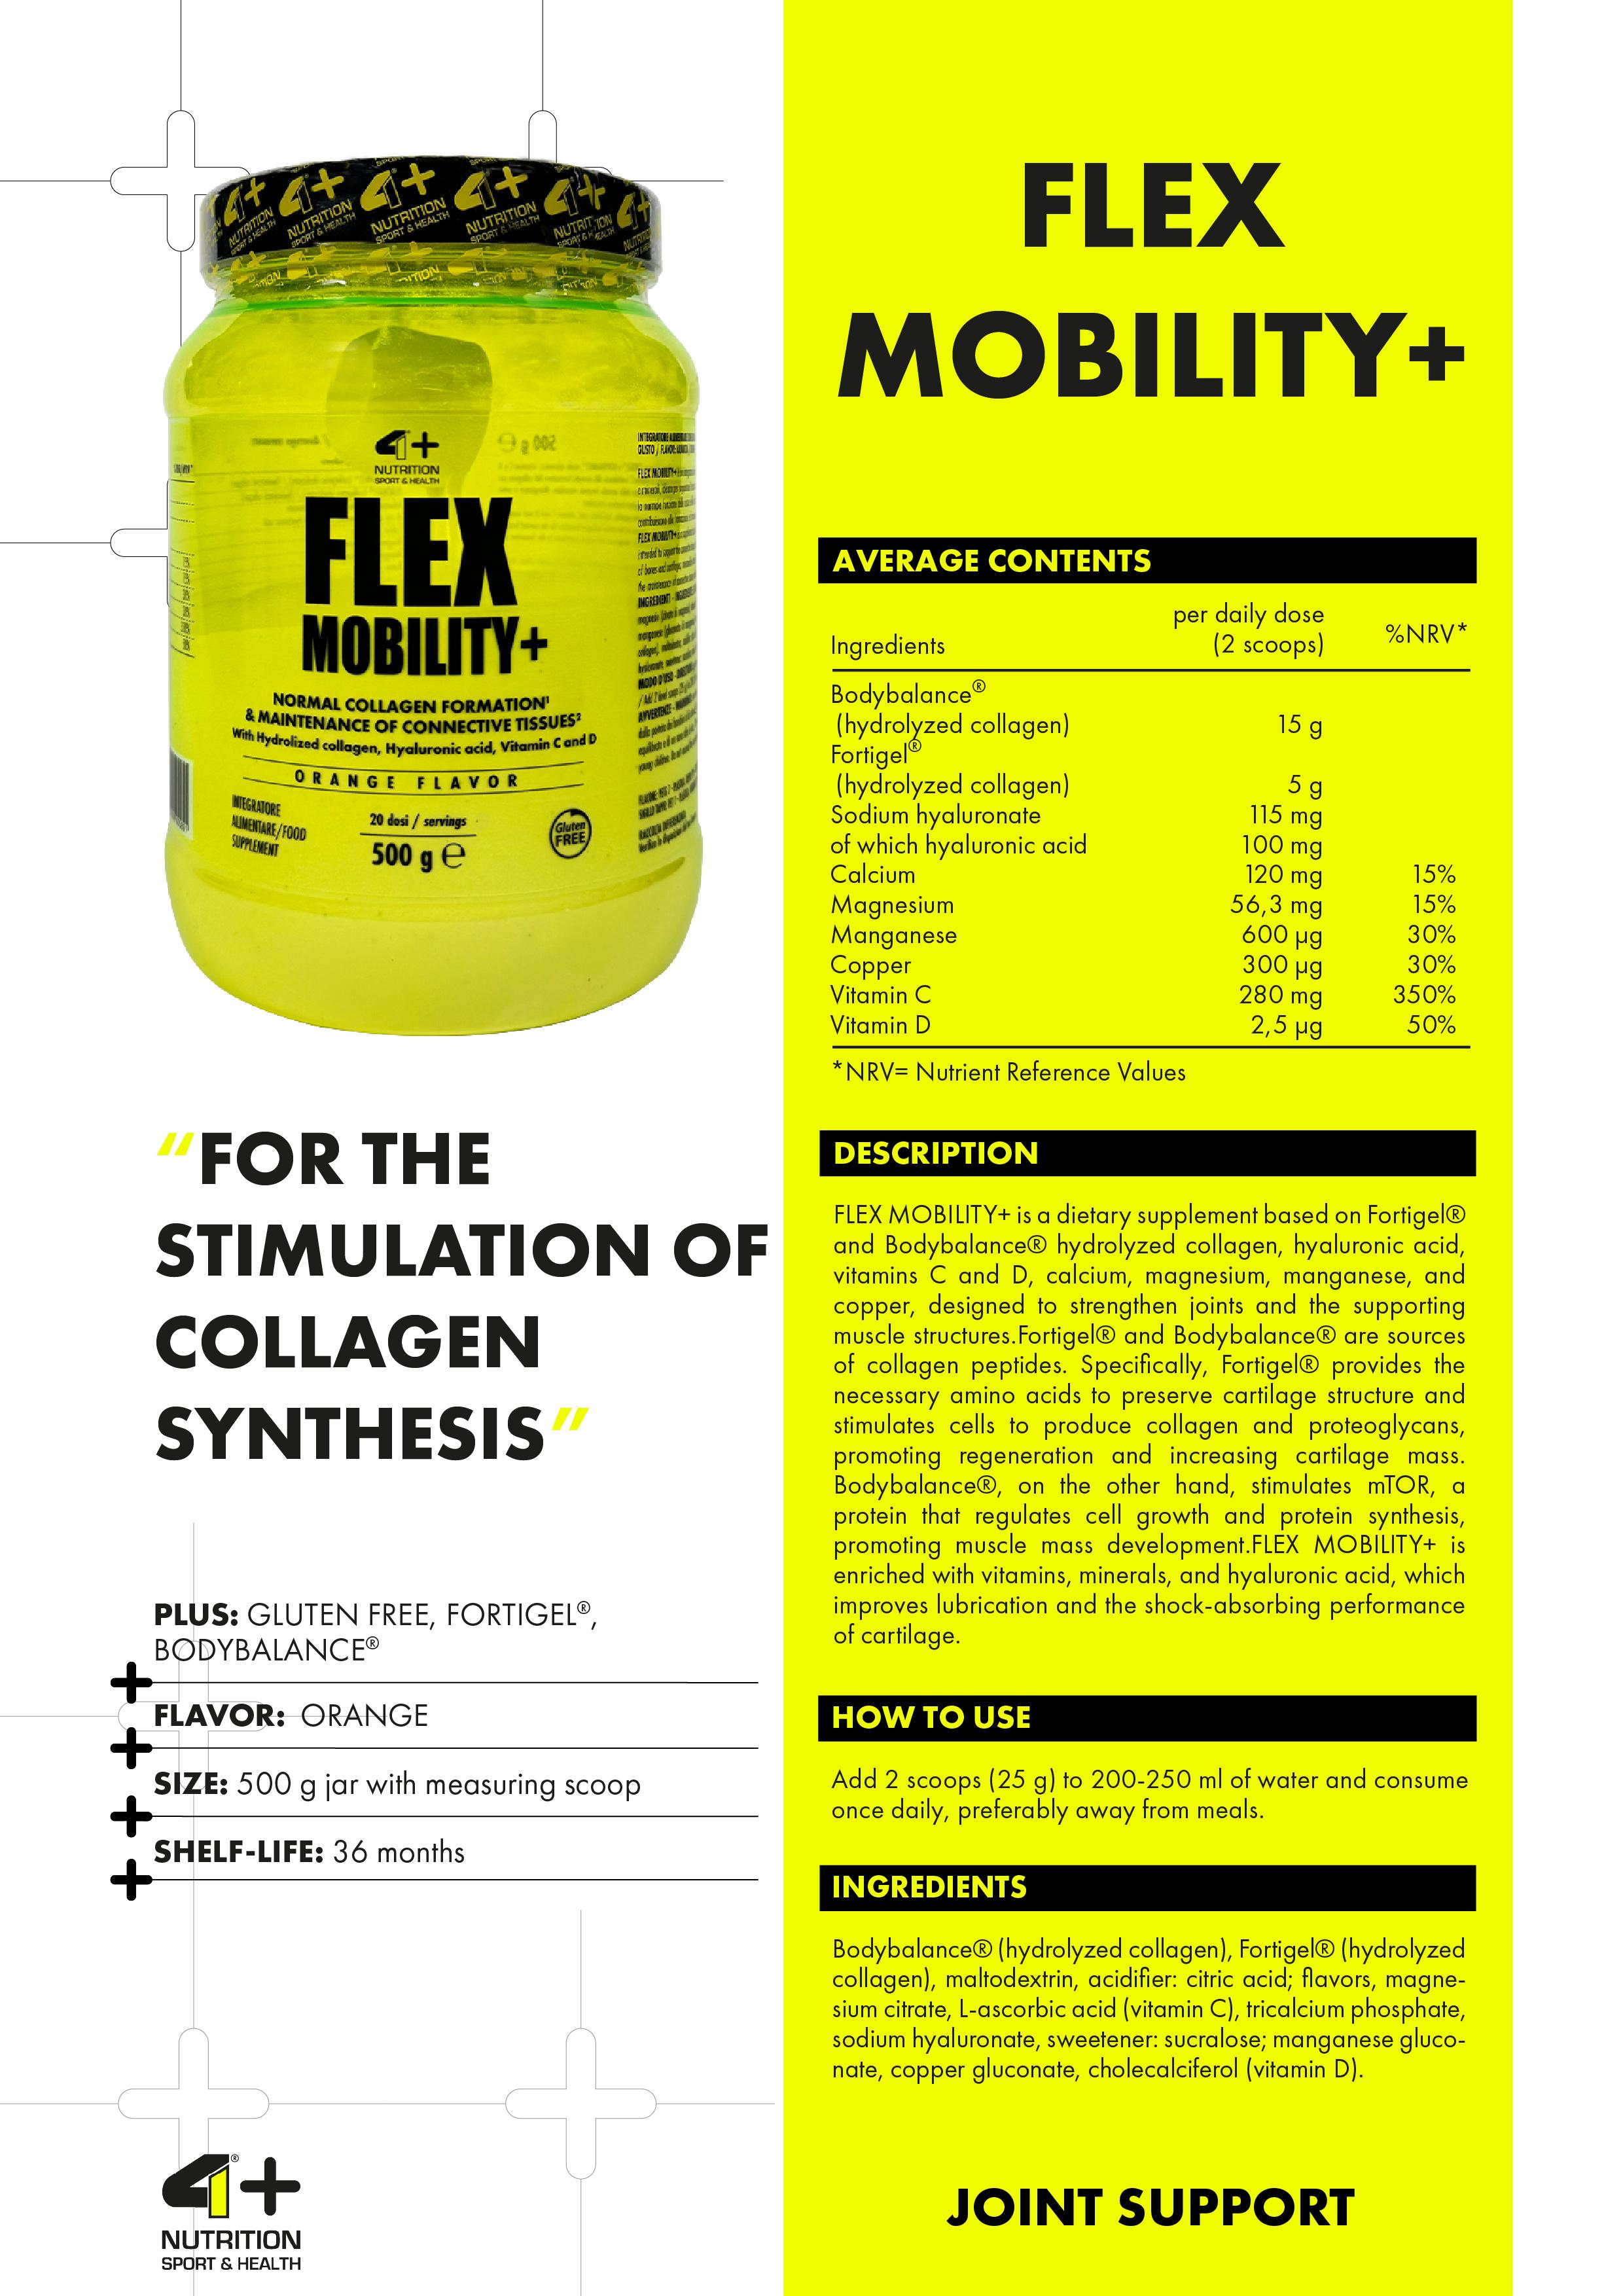 4+
NUTRITION
SPORT & HEALTH
FLEX
MOBILITY+
NORMAL COLLAGEN FORMATION¹
& MAINTENANCE OF CONNECTIVE TISSUES²
With Hydrolized collagen, Hyaluronic acid, Vitamin C and D
ORANGE FLAVOR
INTEGRATORE
ALIMENTARE/FOOD
SUPPLEMENT
20 dosi / servings
500 g ℮
Gluten
FREE
"FOR THE
STIMULATION OF
COLLAGEN
SYNTHESIS"
PLUS: GLUTEN FREE, FORTIGEL®,
BODYBALANCE®
FLAVOR: ORANGE
SIZE: 500 g jar with measuring scoop
SHELF-LIFE: 36 months
4+®
NUTRITION
SPORT & HEALTH
FLEX
MOBILITY+
AVERAGE CONTENTS
Ingredients per daily dose (2 scoops) %NRV*
Bodybalance®
(hydrolyzed collagen) 15 g
Fortigel®
(hydrolyzed collagen) 5 g
Sodium hyaluronate 115 mg
of which hyaluronic acid 100 mg
Calcium 120 mg 15%
Magnesium 56,3 mg 15%
Manganese 600 µg 30%
Copper 300 µg 30%
Vitamin C 280 mg 350%
Vitamin D 2,5 µg 50%
*NRV= Nutrient Reference Values
DESCRIPTION
FLEX MOBILITY+ is a dietary supplement based on Fortigel®
and Bodybalance® hydrolyzed collagen, hyaluronic acid,
vitamins C and D, calcium, magnesium, manganese, and
copper, designed to strengthen joints and the supporting
muscle structures.Fortigel® and Bodybalance® are sources
of collagen peptides. Specifically, Fortigel® provides the
necessary amino acids to preserve cartilage structure and
stimulates cells to produce collagen and proteoglycans,
promoting regeneration and increasing cartilage mass.
Bodybalance®, on the other hand, stimulates mTOR, a
protein that regulates cell growth and protein synthesis,
promoting muscle mass development.FLEX MOBILITY+ is
enriched with vitamins, minerals, and hyaluronic acid, which
improves lubrication and the shock-absorbing performance
of cartilage.
HOW TO USE
Add 2 scoops (25 g) to 200-250 ml of water and consume
once daily, preferably away from meals.
INGREDIENTS
Bodybalance® (hydrolyzed collagen), Fortigel® (hydrolyzed
collagen), maltodextrin, acidifier: citric acid; flavors, magne-
sium citrate, L-ascorbic acid (vitamin C), tricalcium phosphate,
sodium hyaluronate, sweetener: sucralose; manganese gluco-
nate, copper gluconate, cholecalciferol (vitamin D).
JOINT SUPPORT